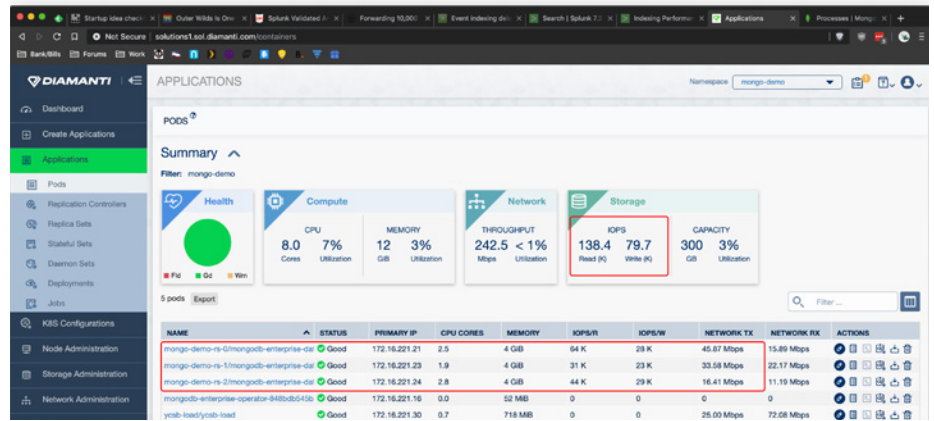 Startup idea check
Outer Wilds Is One
Splunk Validated A
Forwarding 10,000
Event indexing del
Search | Splunk 7.
Indexing Performan
Applications
Processes | Mongo
Not Secure | solutions1.sol.diamanti.com/containers
Bank/Bills Forums Work
DIAMANTI
APPLICATIONS
Namespace mongo-demo
Dashboard
Create Applications
Applications
Pods
Replication Controllers
Replica Sets
Stateful Sets
Daemon Sets
Deployments
Jobs
K8S Configurations
Node Administration
Storage Administration
Network Administration
PODS
Summary
Filter: mongo-demo
Health
Fld Gd Wrn
Compute
CPU MEMORY
8.0 7% 12 3%
Cores Utilization GiB Utilization
Network
THROUGHPUT
242.5 < 1%
Mbps Utilization
Storage
IOPS CAPACITY
138.4 79.7 300 3%
Read (K) Write (K) GB Utilization
5 pods Export
Filter ...
NAME STATUS PRIMARY IP CPU CORES MEMORY IOPS/R IOPS/W NETWORK TX NETWORK RX ACTIONS
mongo-demo-rs-0/mongodb-enterprise-dat Good 172.16.221.21 2.5 4 GiB 64 K 28 K 45.87 Mbps 15.89 Mbps
mongo-demo-rs-1/mongodb-enterprise-dat Good 172.16.221.23 1.9 4 GiB 31 K 23 K 33.58 Mbps 22.17 Mbps
mongo-demo-rs-2/mongodb-enterprise-dat Good 172.16.221.24 2.8 4 GiB 44 K 29 K 16.41 Mbps 11.19 Mbps
mongodb-enterprise-operator-848bdb545b Good 172.16.221.16 0.0 52 MiB 0 0 0 0
ycsb-load/ycsb-load Good 172.16.221.30 0.7 718 MiB 0 0 25.00 Mbps 72.08 Mbps